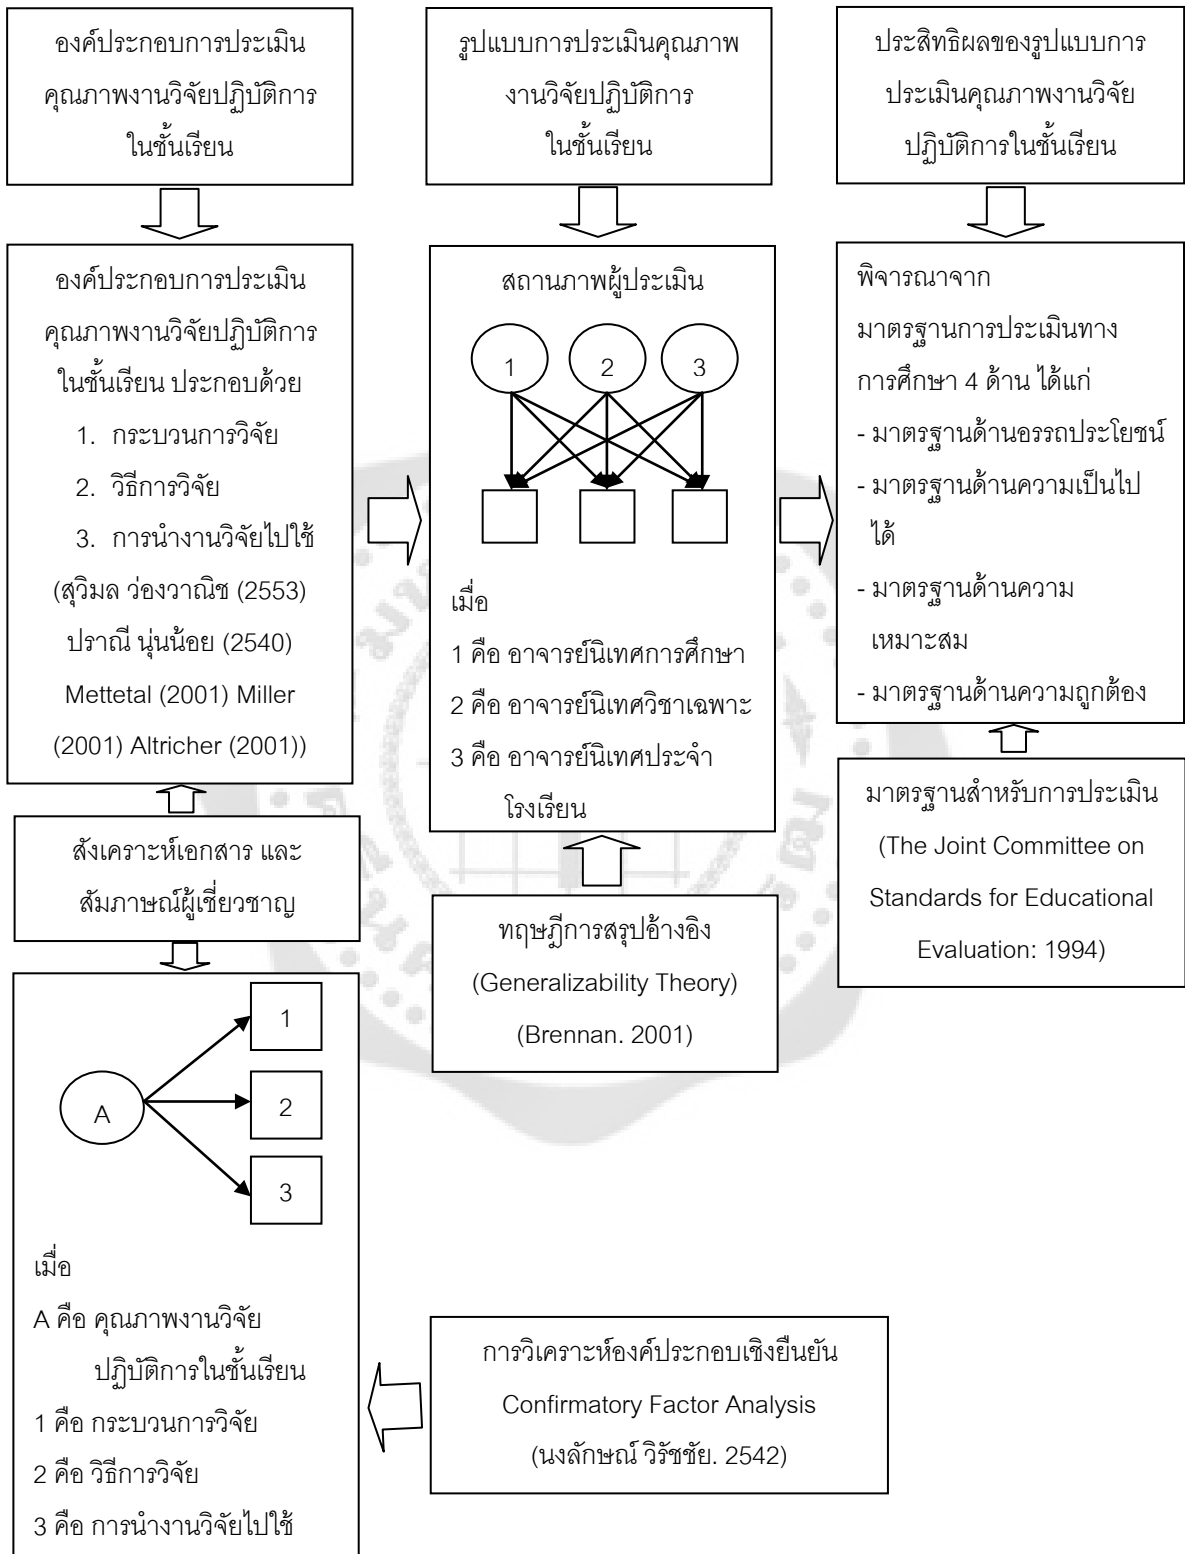 องค์ประกอบการประเมิน
คุณภาพงานวิจัยปฏิบัติการ
ในชั้นเรียน
รูปแบบการประเมินคุณภาพ
งานวิจัยปฏิบัติการ
ในชั้นเรียน
ประสิทธิผลของรูปแบบการ
ประเมินคุณภาพงานวิจัย
ปฏิบัติการในชั้นเรียน
องค์ประกอบการประเมิน
คุณภาพงานวิจัยปฏิบัติการ
ในชั้นเรียน ประกอบด้วย
1. กระบวนการวิจัย
2. วิธีการวิจัย
3. การนำงานวิจัยไปใช้
(สุวิมล ว่องวาณิช (2553)
ปราณี นุ่นน้อย (2540)
Mettetal (2001) Miller
(2001) Altricher (2001))
สถานภาพผู้ประเมิน
1
2
3
เมื่อ
1 คือ อาจารย์นิเทศการศึกษา
2 คือ อาจารย์นิเทศวิชาเฉพาะ
3 คือ อาจารย์นิเทศประจำ
โรงเรียน
พิจารณาจาก
มาตรฐานการประเมินทาง
การศึกษา 4 ด้าน ได้แก่
- มาตรฐานด้านอรรถประโยชน์
- มาตรฐานด้านความเป็นไป
ได้
- มาตรฐานด้านความ
เหมาะสม
- มาตรฐานด้านความถูกต้อง
สังเคราะห์เอกสาร และ
สัมภาษณ์ผู้เชี่ยวชาญ
ทฤษฎีการสรุปอ้างอิง
(Generalizability Theory)
(Brennan. 2001)
มาตรฐานสำหรับการประเมิน
(The Joint Committee on
Standards for Educational
Evaluation: 1994)
A
1
2
3
เมื่อ
A คือ คุณภาพงานวิจัย
ปฏิบัติการในชั้นเรียน
1 คือ กระบวนการวิจัย
2 คือ วิธีการวิจัย
3 คือ การนำงานวิจัยไปใช้
การวิเคราะห์องค์ประกอบเชิงยืนยัน
Confirmatory Factor Analysis
(นงลักษณ์ วิรัชชัย. 2542)